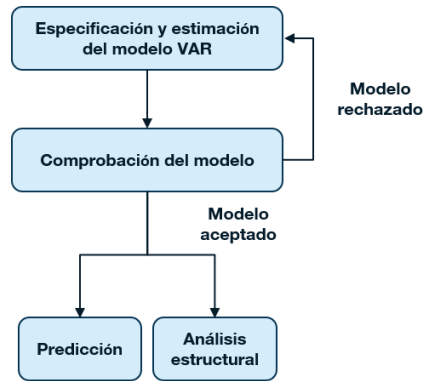 Especificación y estimación
del modelo VAR
Modelo
rechazado
Comprobación del modelo
Modelo
aceptado
Predicción
Análisis
estructural